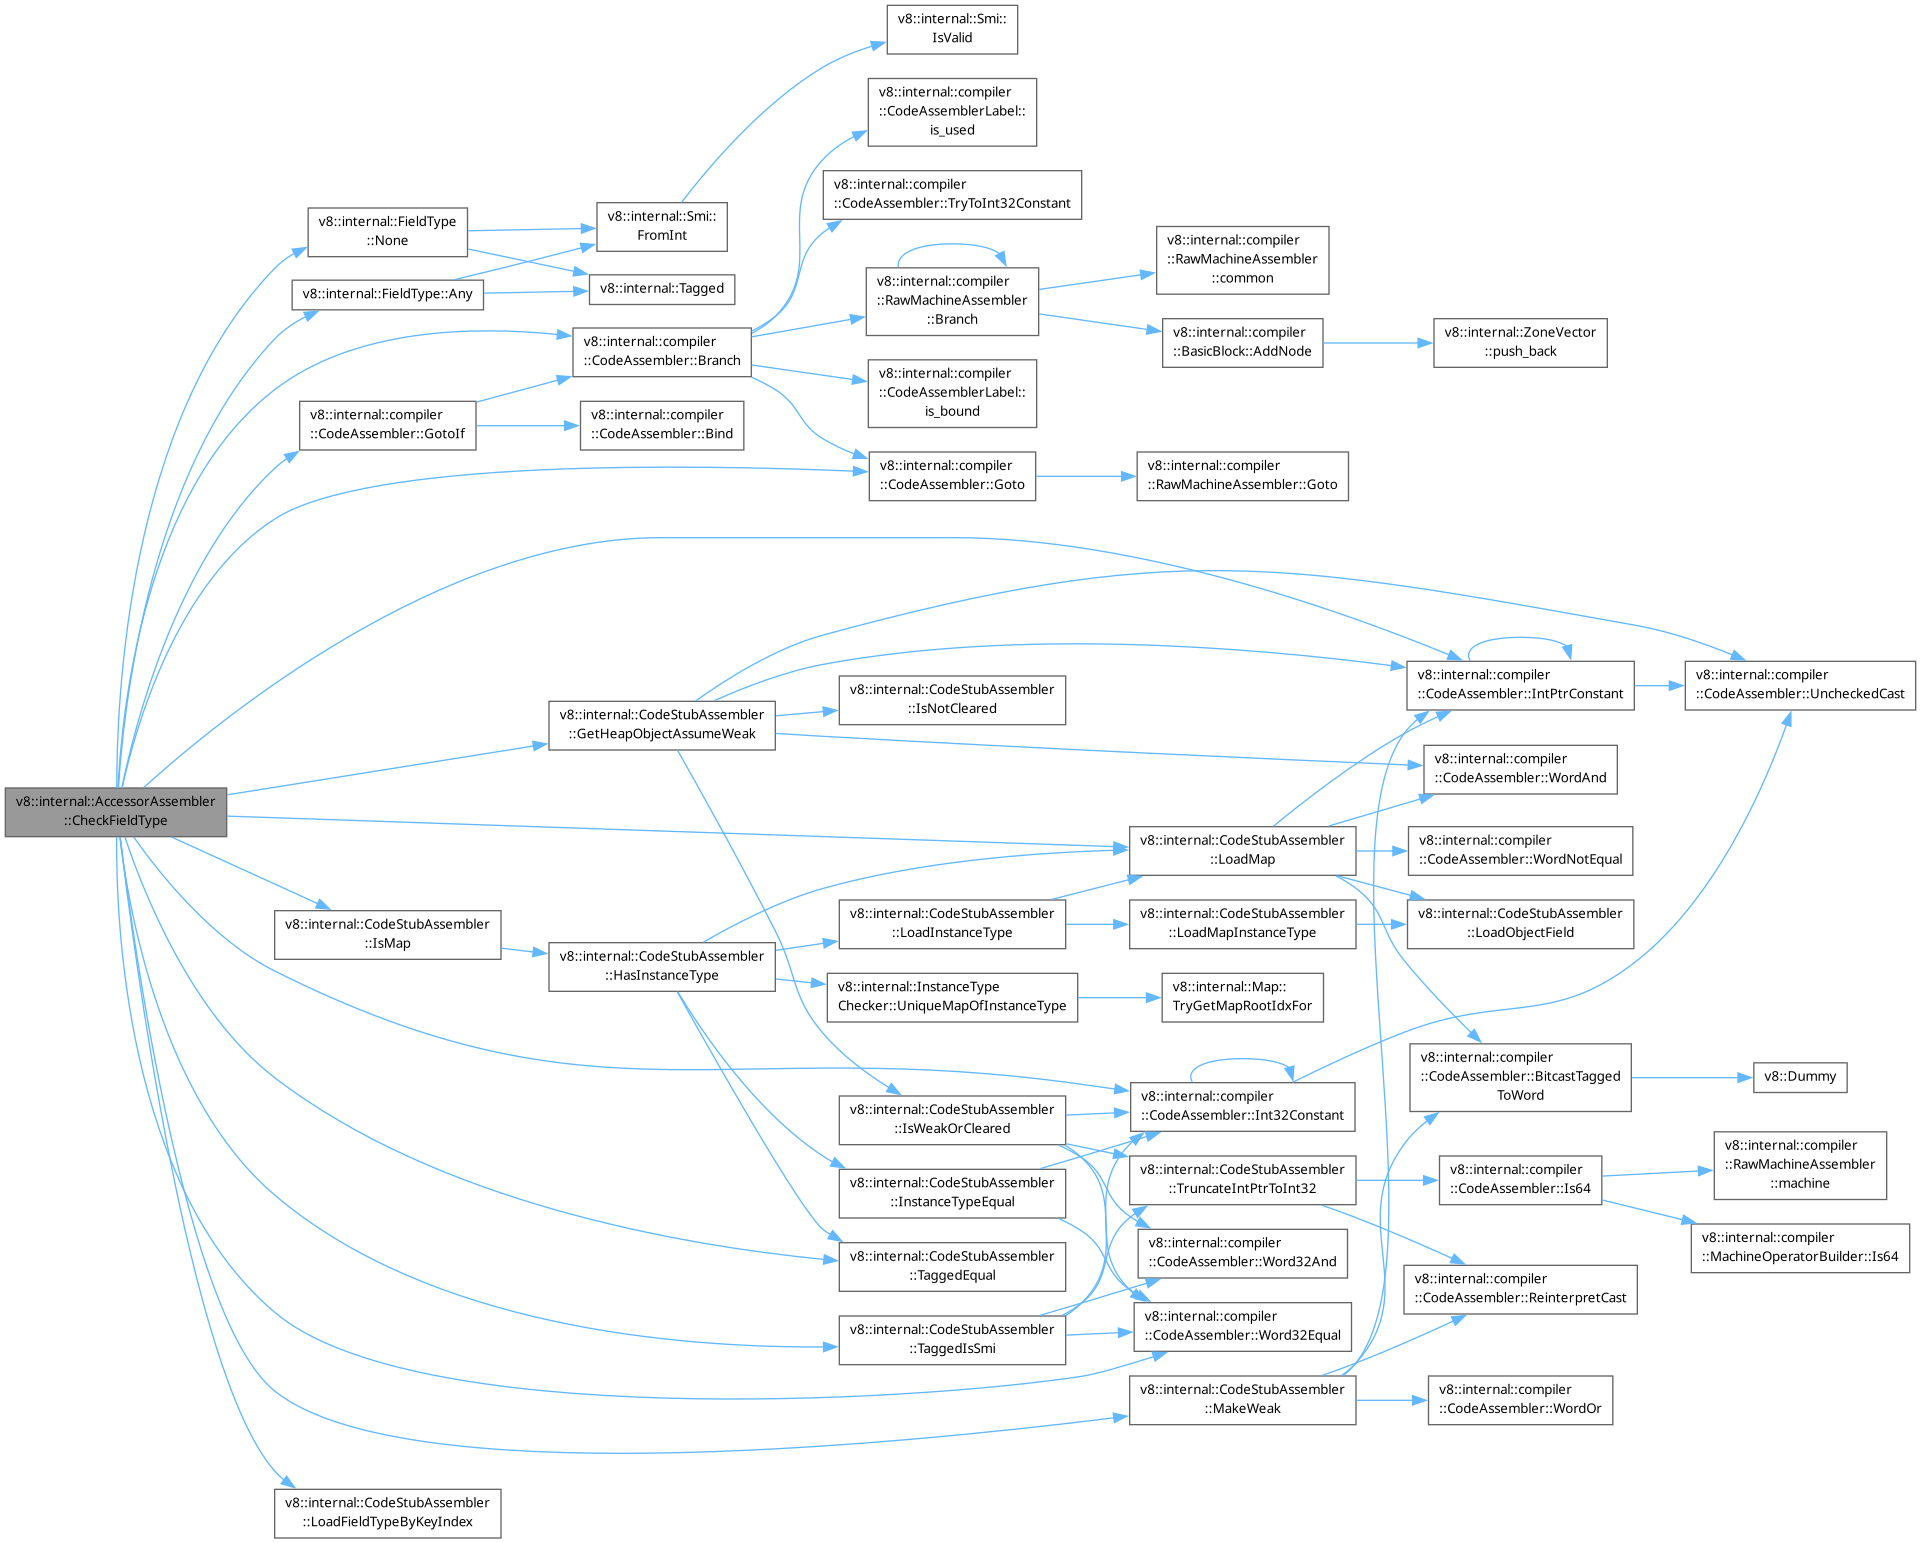 v8::internal::Smi::
IsValid
v8::internal::compiler
::CodeAssemblerLabel::
is_used
v8::internal::compiler
::CodeAssembler::TryToInt32Constant
v8::internal::FieldType
::None
v8::internal::Smi::
FromInt
v8::internal::compiler
::RawMachineAssembler
::common
v8::internal::FieldType::Any
v8::internal::Tagged
v8::internal::compiler
::RawMachineAssembler
::Branch
v8::internal::compiler
::CodeAssembler::Branch
v8::internal::compiler
::BasicBlock::AddNode
v8::internal::ZoneVector
::push_back
v8::internal::compiler
::CodeAssemblerLabel::
is_bound
v8::internal::compiler
::CodeAssembler::GotoIf
v8::internal::compiler
::CodeAssembler::Bind
v8::internal::compiler
::CodeAssembler::Goto
v8::internal::compiler
::RawMachineAssembler::Goto
v8::internal::compiler
::CodeAssembler::IntPtrConstant
v8::internal::compiler
::CodeAssembler::UncheckedCast
v8::internal::CodeStubAssembler
::IsNotCleared
v8::internal::CodeStubAssembler
::GetHeapObjectAssumeWeak
v8::internal::compiler
::CodeAssembler::WordAnd
v8::internal::AccessorAssembler
::CheckFieldType
v8::internal::CodeStubAssembler
::LoadMap
v8::internal::compiler
::CodeAssembler::WordNotEqual
v8::internal::CodeStubAssembler
::IsMap
v8::internal::CodeStubAssembler
::LoadInstanceType
v8::internal::CodeStubAssembler
::LoadMapInstanceType
v8::internal::CodeStubAssembler
::LoadObjectField
v8::internal::CodeStubAssembler
::HasInstanceType
v8::internal::InstanceType
Checker::UniqueMapOfInstanceType
v8::internal::Map::
TryGetMapRootIdxFor
v8::internal::compiler
::CodeAssembler::BitcastTagged
ToWord
v8::Dummy
v8::internal::compiler
::CodeAssembler::Int32Constant
v8::internal::CodeStubAssembler
::IsWeakOrCleared
v8::internal::CodeStubAssembler
::InstanceTypeEqual
v8::internal::CodeStubAssembler
::TruncateIntPtrToInt32
v8::internal::compiler
::CodeAssembler::Is64
v8::internal::compiler
::RawMachineAssembler
::machine
v8::internal::compiler
::MachineOperatorBuilder::Is64
v8::internal::CodeStubAssembler
::TaggedEqual
v8::internal::compiler
::CodeAssembler::Word32And
v8::internal::compiler
::CodeAssembler::ReinterpretCast
v8::internal::CodeStubAssembler
::TaggedIsSmi
v8::internal::compiler
::CodeAssembler::Word32Equal
v8::internal::CodeStubAssembler
::MakeWeak
v8::internal::compiler
::CodeAssembler::WordOr
v8::internal::CodeStubAssembler
::LoadFieldTypeByKeyIndex